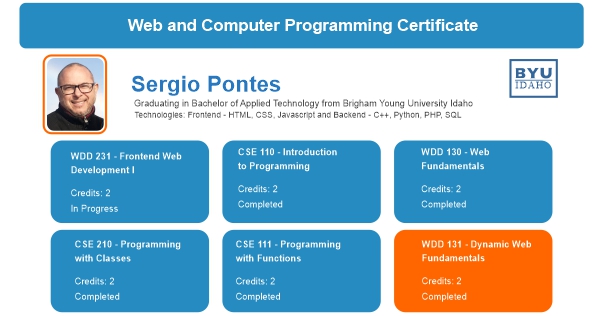 Web and Computer Programming Certificate
Sergio Pontes
BYU
IDAHO
Graduating in Bachelor of Applied Technology from Brigham Young University Idaho
Technologies: Frontend - HTML, CSS, Javascript and Backend - C++, Python, PHP, SQL
WDD 231 - Frontend Web
Development I
Credits: 2
In Progress
CSE 110 - Introduction
to Programming
Credits: 2
Completed
WDD 130 - Web
Fundamentals
Credits: 2
Completed
CSE 210 - Programming
with Classes
Credits: 2
Completed
CSE 111 - Programming
with Functions
Credits: 2
Completed
WDD 131 - Dynamic Web
Fundamentals
Credits: 2
Completed